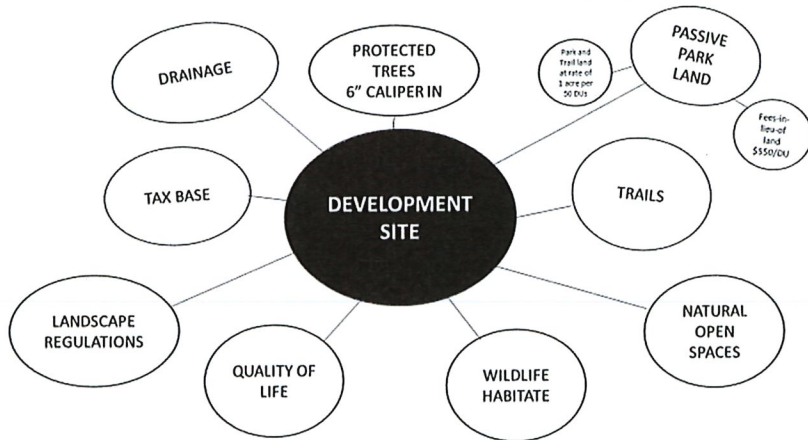 DRAINAGE
PROTECTED
TREES
6" CALIPER IN
Park and
Trail land
at rate of
1 acre per
50 DUs
PASSIVE
PARK
LAND
Fees-in-
lieu-of
land
$550/DU
TAX BASE
DEVELOPMENT
SITE
TRAILS
LANDSCAPE
REGULATIONS
QUALITY OF
LIFE
WILDLIFE
HABITATE
NATURAL
OPEN
SPACES